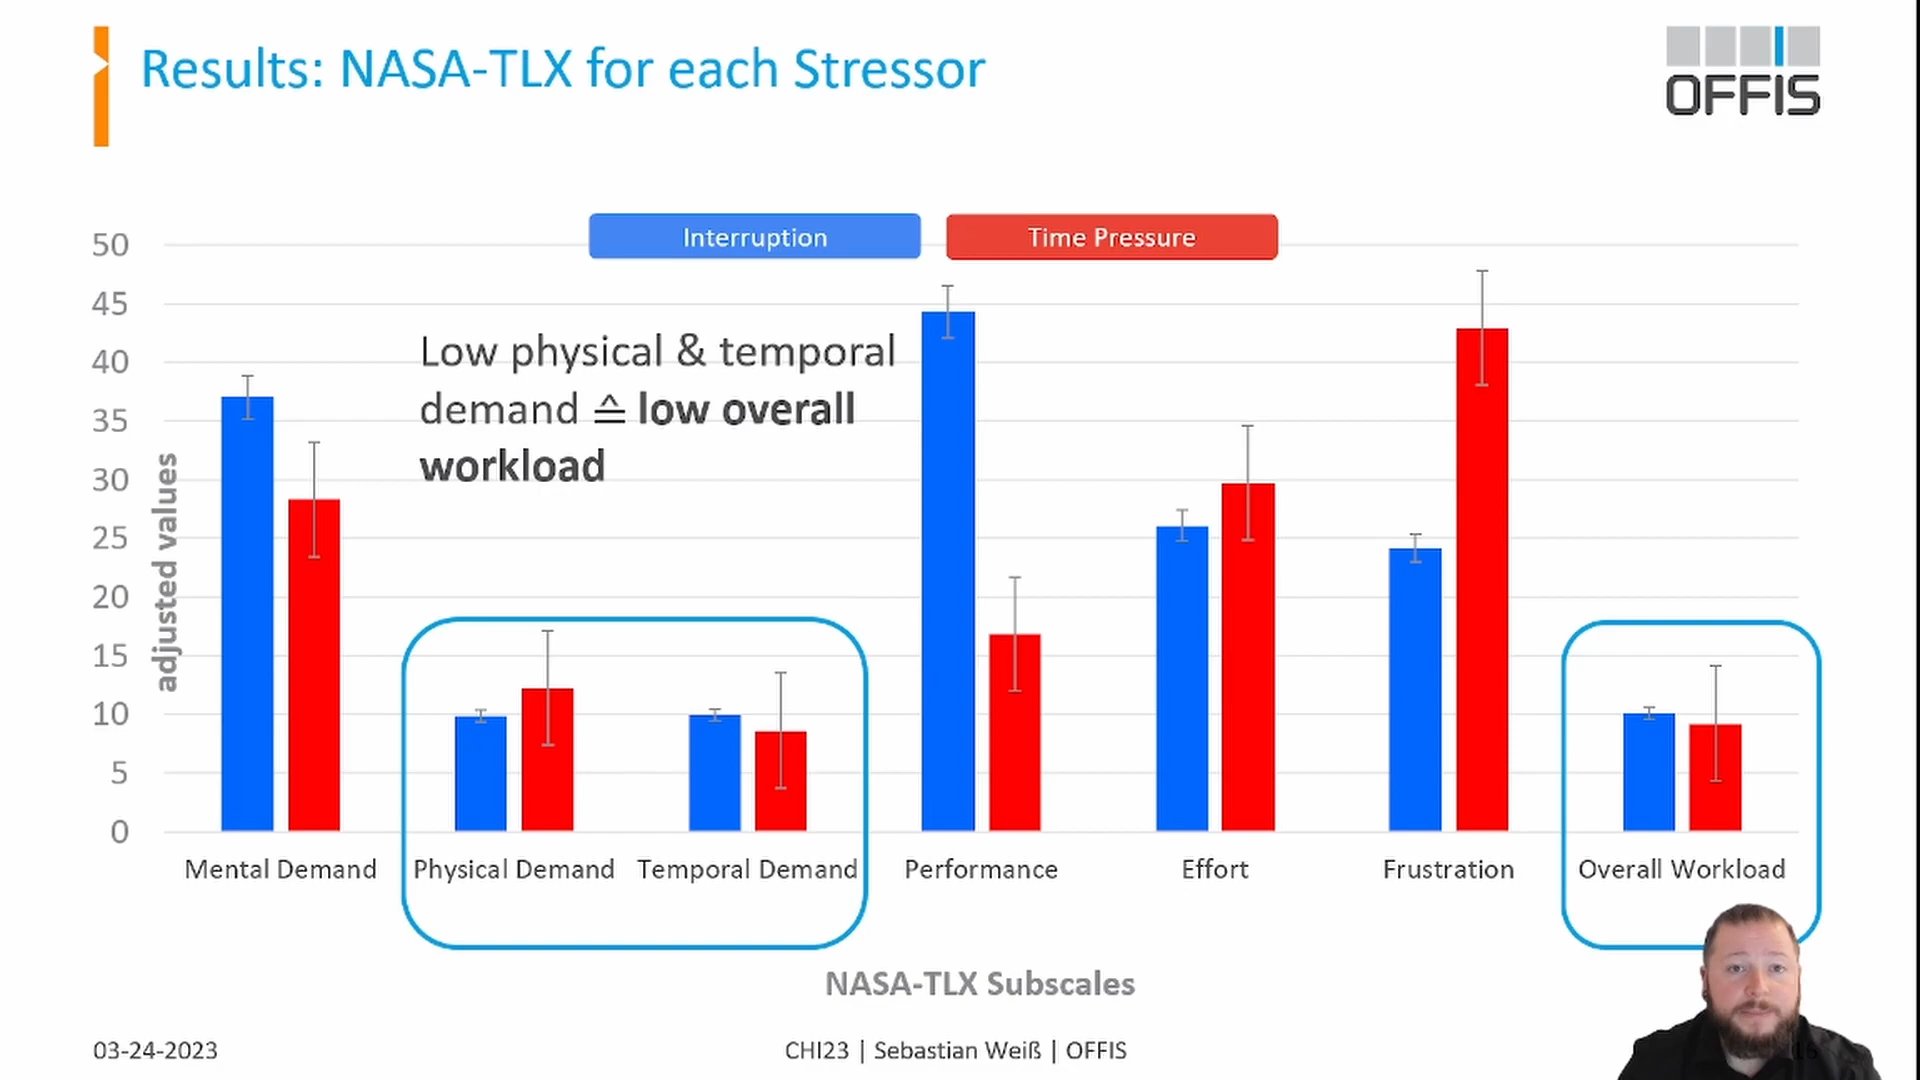 Results: NASA-TLX for each Stressor
OFFIS
Interruption
Time Pressure
50
45
40
35
30
25
20
15
10
5
0
adjusted values
Low physical & temporal
demand ≙ low overall
workload
Mental Demand
Physical Demand
Temporal Demand
Performance
Effort
Frustration
Overall Workload
NASA-TLX Subscales
03-24-2023
CHI23 | Sebastian Weiß | OFFIS